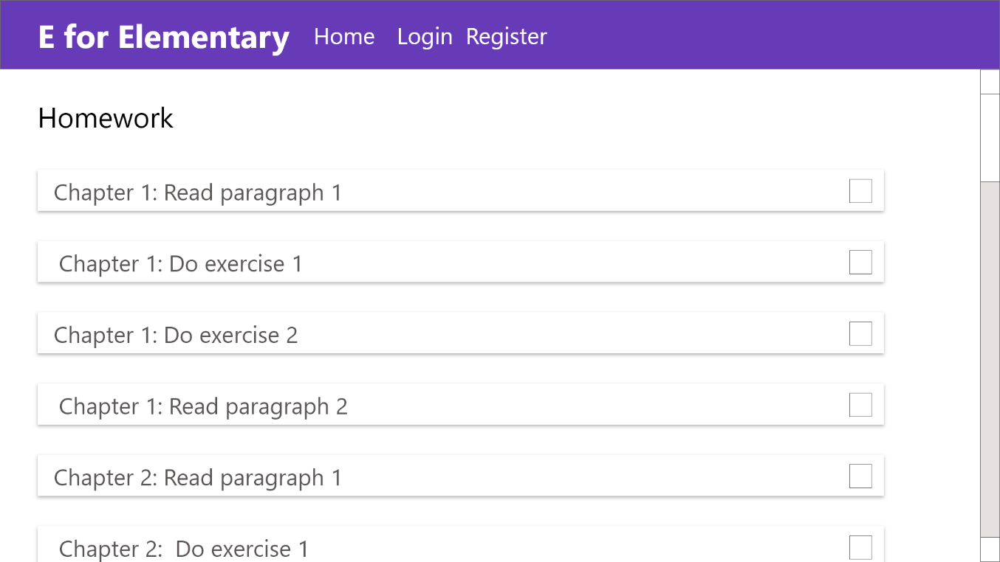 E for Elementary Home Login Register
Homework
Chapter 1: Read paragraph 1
Chapter 1: Do exercise 1
Chapter 1: Do exercise 2
Chapter 1: Read paragraph 2
Chapter 2: Read paragraph 1
Chapter 2:  Do exercise 1